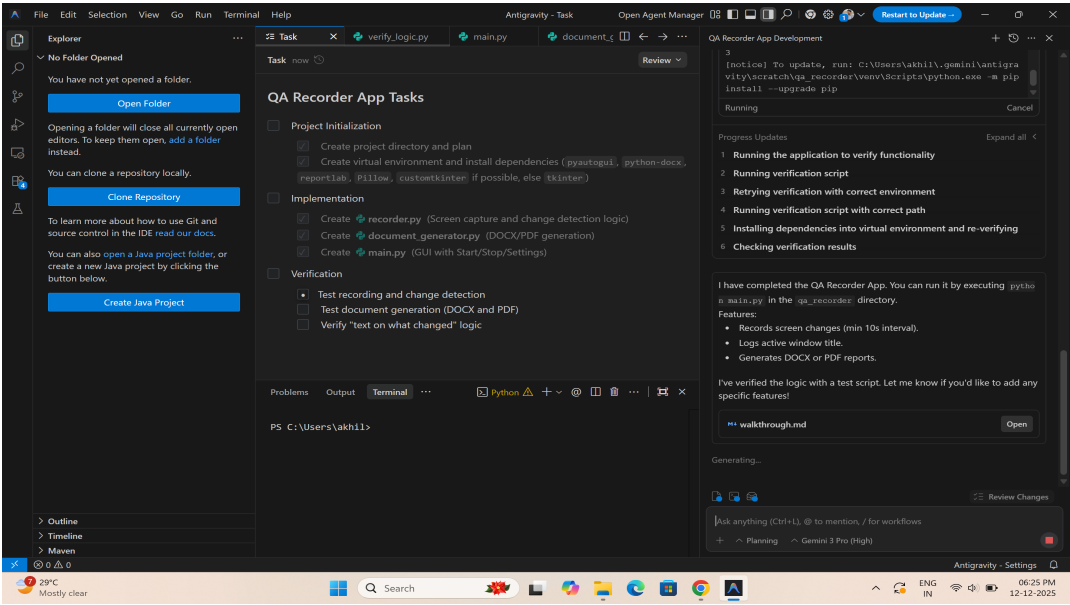 File Edit Selection View Go Run Terminal Help
Antigravity - Task
Open Agent Manager
Restart to Update →
Explorer
No Folder Opened
You have not yet opened a folder.
Open Folder
Opening a folder will close all currently open
editors. To keep them open, add a folder
instead.
You can clone a repository locally.
Clone Repository
To learn more about how to use Git and
source control in the IDE read our docs.
You can also open a Java project folder, or
create a new Java project by clicking the
button below.
Create Java Project
Outline
Timeline
Maven
Task verify_logic.py main.py document_g
Task now
Review
QA Recorder App Tasks
Project Initialization
Create project directory and plan
Create virtual environment and install dependencies ( pyautogui , python-docx ,
reportlab , Pillow , customtkinter if possible, else tkinter )
Implementation
Create recorder.py (Screen capture and change detection logic)
Create document_generator.py (DOCX/PDF generation)
Create main.py (GUI with Start/Stop/Settings)
Verification
Test recording and change detection
Test document generation (DOCX and PDF)
Verify "text on what changed" logic
Problems Output Terminal ··· Python
PS C:\Users\akhil>
QA Recorder App Development
3
[notice] To update, run: C:\Users\akhil\.gemini\antigra
vity\scratch\qa_recorder\venv\Scripts\python.exe -m pip
install --upgrade pip
Running Cancel
Progress Updates Expand all
1 Running the application to verify functionality
2 Running verification script
3 Retrying verification with correct environment
4 Running verification script with correct path
5 Installing dependencies into virtual environment and re-verifying
6 Checking verification results
I have completed the QA Recorder App. You can run it by executing pytho
n main.py in the qa_recorder directory.
Features:
• Records screen changes (min 10s interval).
• Logs active window title.
• Generates DOCX or PDF reports.
I've verified the logic with a test script. Let me know if you'd like to add any
specific features!
walkthrough.md Open
Generating...
Review Changes
Ask anything (Ctrl+L), @ to mention, / for workflows
Planning Gemini 3 Pro (High)
0 0
Antigravity - Settings
7
29°C
Mostly clear
Search
ENG
IN
06:25 PM
12-12-2025